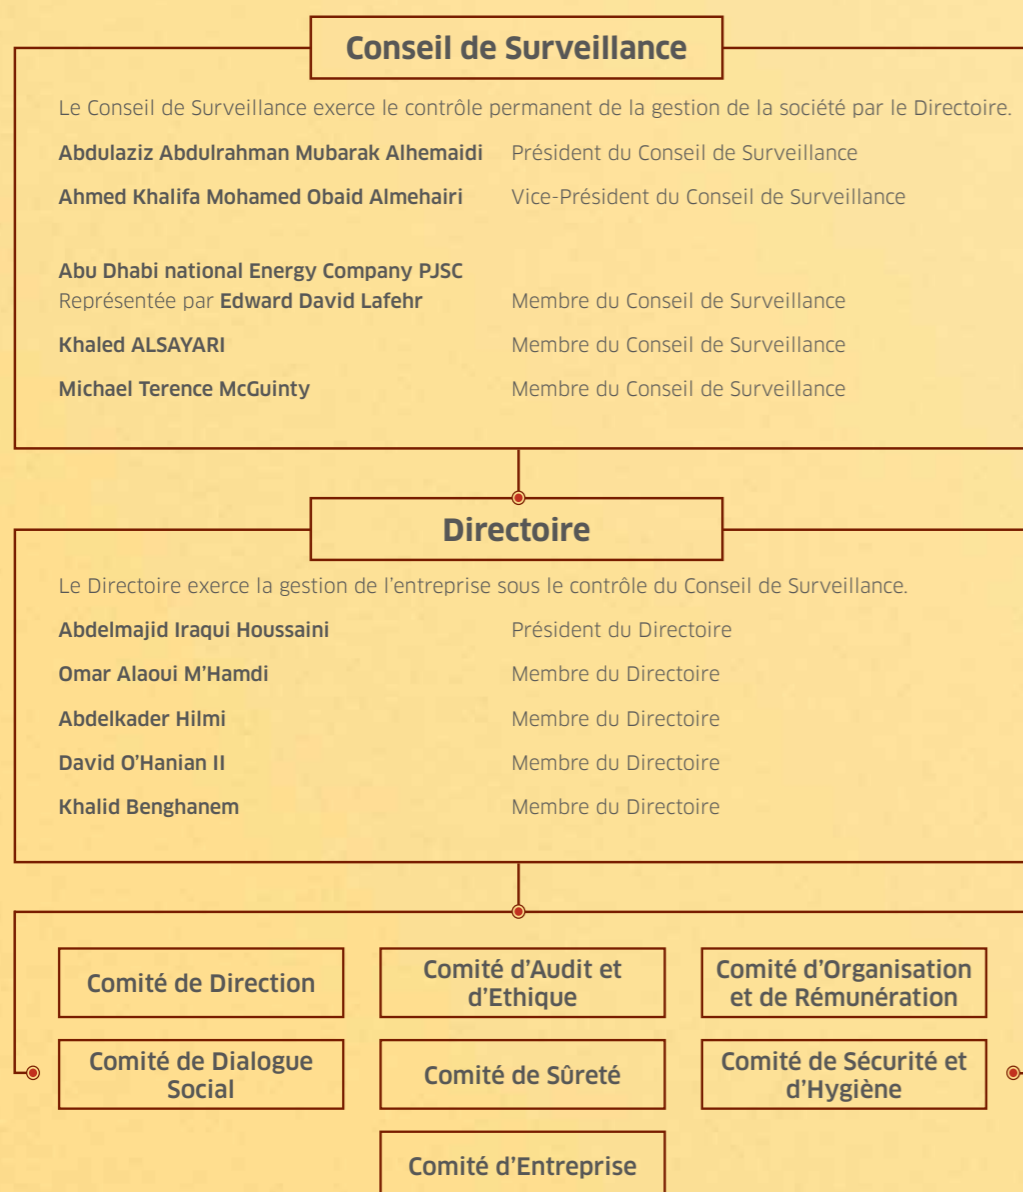 Conseil de Surveillance
Le Conseil de Surveillance exerce le contrôle permanent de la gestion de la société par le Directoire.
Abdulaziz Abdulrahman Mubarak Alhemaidi Président du Conseil de Surveillance
Ahmed Khalifa Mohamed Obaid Almehairi Vice-Président du Conseil de Surveillance
Abu Dhabi national Energy Company PJSC
Représentée par Edward David Lafehr Membre du Conseil de Surveillance
Khaled ALSAYARI Membre du Conseil de Surveillance
Michael Terence McGuinty Membre du Conseil de Surveillance
Directoire
Le Directoire exerce la gestion de l'entreprise sous le contrôle du Conseil de Surveillance.
Abdelmajid Iraqui Houssaini Président du Directoire
Omar Alaoui M'Hamdi Membre du Directoire
Abdelkader Hilmi Membre du Directoire
David O'Hanian II Membre du Directoire
Khalid Benghanem Membre du Directoire
Comité de Direction
Comité d'Audit et
d'Ethique
Comité d'Organisation
et de Rémunération
Comité de Dialogue
Social
Comité de Sûreté
Comité de Sécurité et
d'Hygiène
Comité d'Entreprise